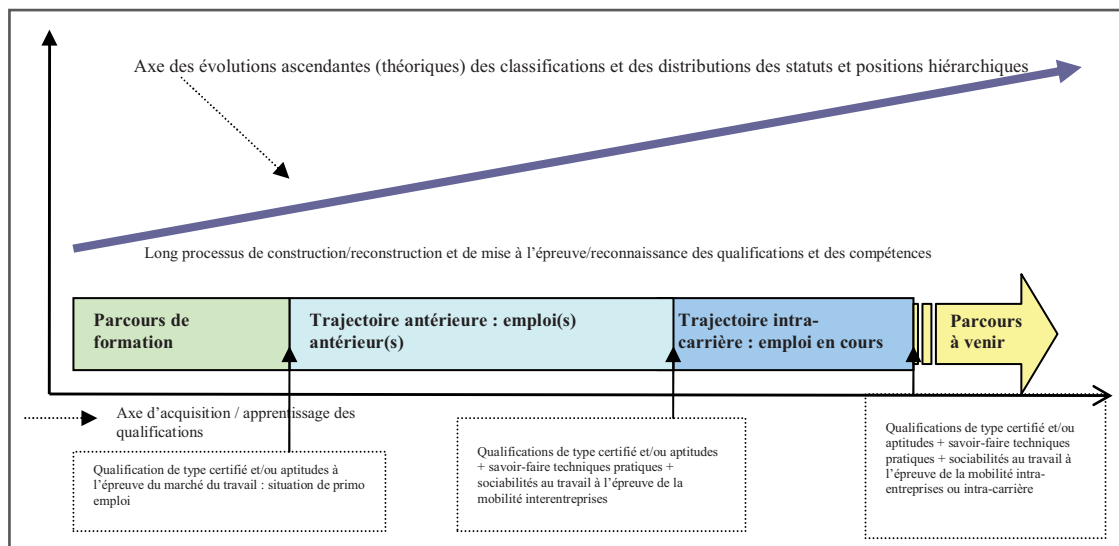 Axe des évolutions ascendantes (théoriques) des classifications et des distributions des statuts et positions hiérarchiques
Long processus de construction/reconstruction et de mise à l'épreuve/reconnaissance des qualifications et des compétences
Parcours de
formation
Trajectoire antérieure : emploi(s)
antérieur(s)
Trajectoire intra-
carrière : emploi en cours
Parcours
à venir
Axe d'acquisition / apprentissage des
qualifications
Qualification de type certifié et/ou aptitudes à
l'épreuve du marché du travail : situation de primo
emploi
Qualifications de type certifié et/ou aptitudes
+ savoir-faire techniques pratiques +
sociabilités au travail à l'épreuve de la
mobilité interentreprises
Qualifications de type certifié et/ou
aptitudes + savoir-faire techniques
pratiques + sociabilités au travail à
l'épreuve de la mobilité intra-
entreprises ou intra-carrière